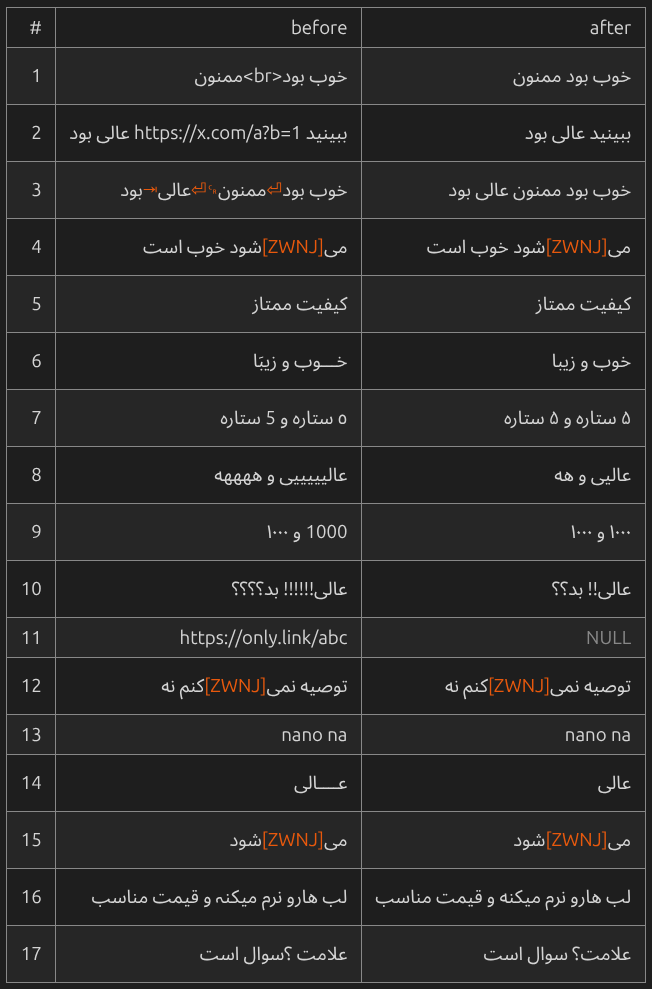 # before after
1 خوب بود<br>ممنون خوب بود ممنون
2 ببینید https://x.com/a?b=1 عالی بود ببینید عالی بود
3 خوب بود⏎ممنون␍⏎عالی⇥بود خوب بود ممنون عالی بود
4 می[ZWNJ]شود خوب است می[ZWNJ]شود خوب است
5 کیفیت ممتاز کیفیت ممتاز
6 خـــوب و زیبَا خوب و زیبا
7 ٥ ستاره و 5 ستاره ۵ ستاره و ۵ ستاره
8 عالیییییی و ههههه عالیی و هه
9 1000 و ۱۰۰۰ ۱۰۰۰ و ۱۰۰۰
10 عالی!!!!!! بد؟؟؟؟ عالی!! بد؟؟
11 https://only.link/abc NULL
12 توصیه نمی[ZWNJ]کنم نه توصیه نمی[ZWNJ]کنم نه
13 nano na nano na
14 عـــالی عالی
15 می[ZWNJ]شود می[ZWNJ]شود
16 لب هارو نرم میکنہ و قیمت مناسب لب هارو نرم میکنه و قیمت مناسب
17 علامت ؟سوال است علامت؟ سوال است